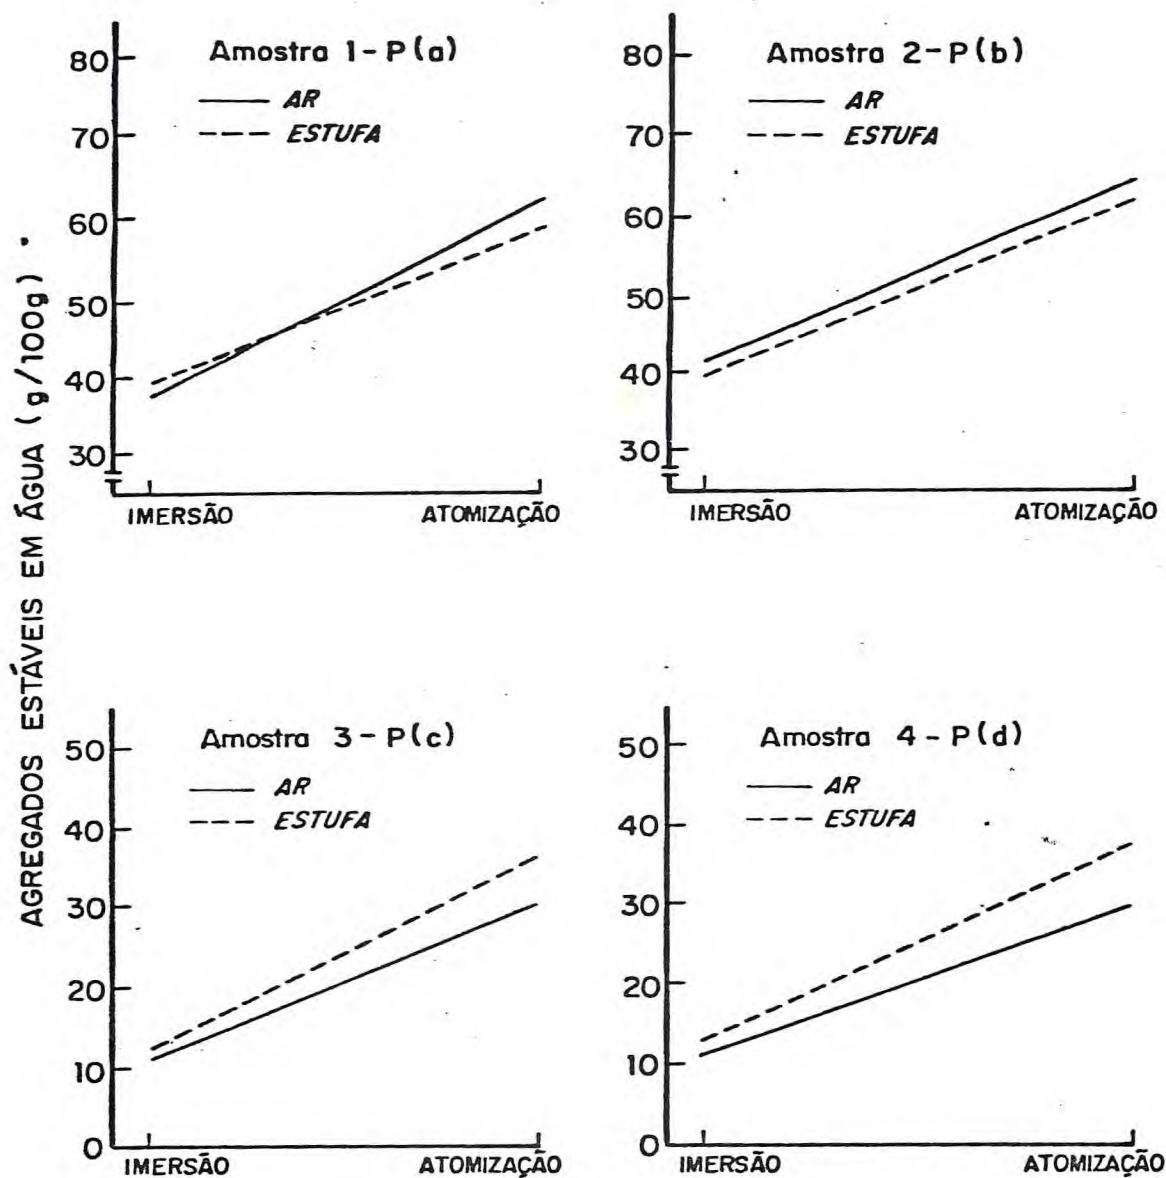 AGREGADOS ESTÁVEIS EM ÁGUA (g/100g)
Amostra 1-P(a)
AR
ESTUFA
80
70
60
50
40
30
IMERSÃO ATOMIZAÇÃO
Amostra 2-P(b)
AR
ESTUFA
80
70
60
50
40
30
IMERSÃO ATOMIZAÇÃO
Amostra 3-P(c)
AR
ESTUFA
50
40
30
20
10
0
IMERSÃO ATOMIZAÇÃO
Amostra 4-P(d)
AR
ESTUFA
50
40
30
20
10
0
IMERSÃO ATOMIZAÇÃO